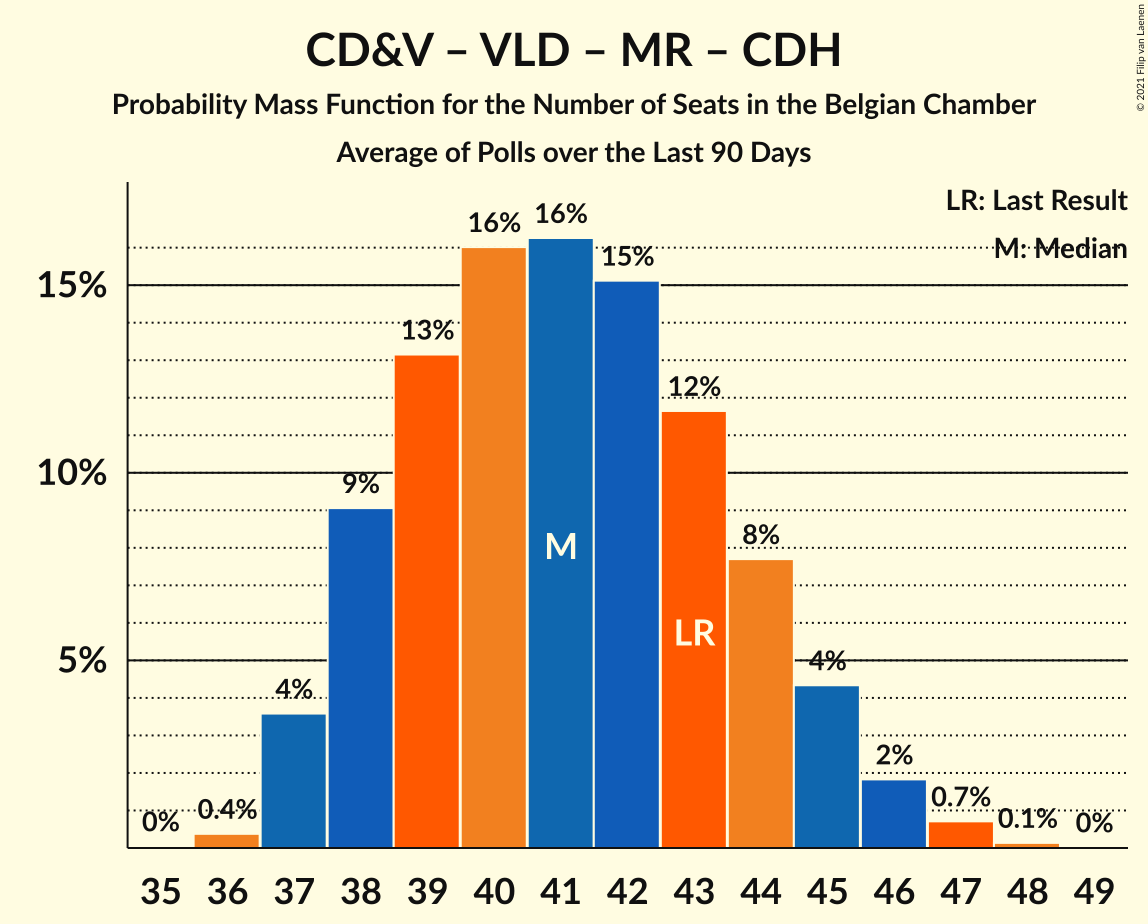 CD&V – VLD – MR – CDH
Probability Mass Function for the Number of Seats in the Belgian Chamber
Average of Polls over the Last 90 Days
© 2021 Filip van Laenen
LR: Last Result
M: Median
15%
10%
5%
0%
0.4%
4%
9%
13%
16%
16%
15%
12%
8%
4%
2%
0.7%
0.1%
0%
M
LR
35 36 37 38 39 40 41 42 43 44 45 46 47 48 49